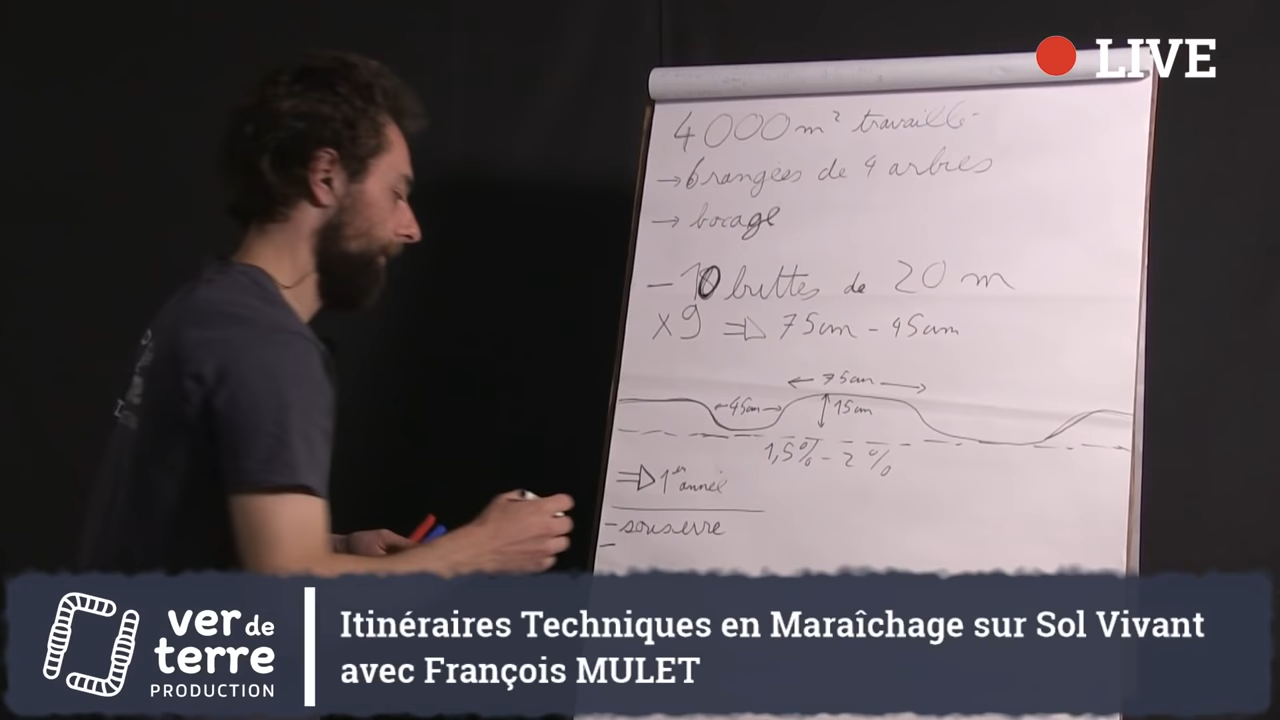 LIVE
4000 m² travaillé
→ 6 rangées de 4 arbres
→ bocage
– 10 buttes de 20 m
x9 ⇒ 75cm – 45cm
← 75cm →
←45cm→
15cm
1,5% – 2%
⇒ 1er année
– sous serre
–
ver de
terre
PRODUCTION
Itinéraires Techniques en Maraîchage sur Sol Vivant
avec François MULET